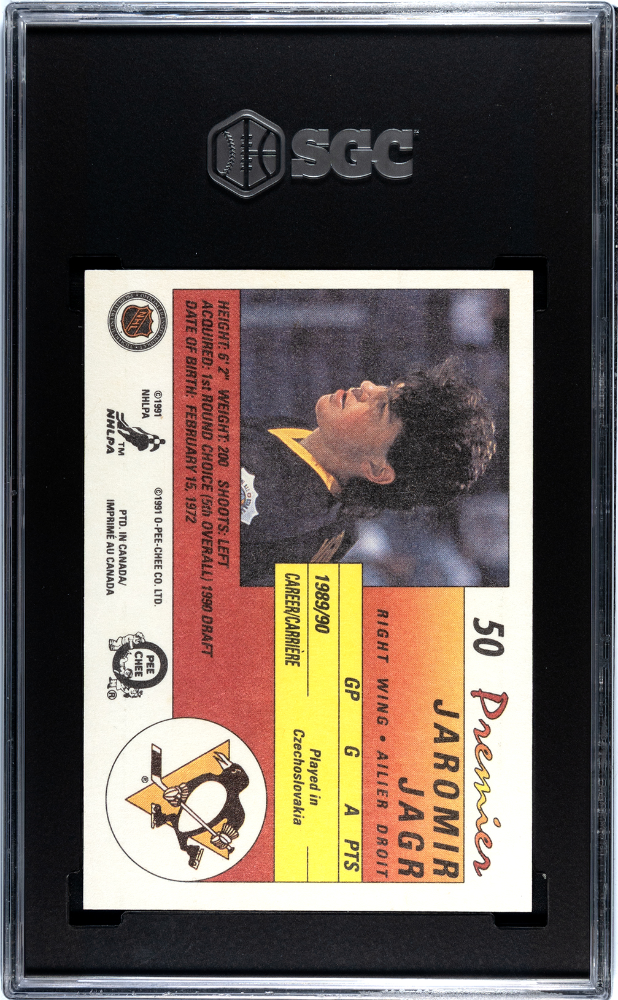 SGC
50 Premier
JAROMIR
JAGR
RIGHT WING • AILIER DROIT
GP G A PTS
1989/90
CAREER/CARRIÈRE
Played in
Czechoslovakia
HEIGHT: 6' 2" WEIGHT: 200 SHOOTS: LEFT
ACQUIRED: 1st ROUND CHOICE (5th OVERALL) 1990 DRAFT
DATE OF BIRTH: FEBRUARY 15, 1972
NHL
©1991
NHLPA
NHLPA™
©1991 O-PEE-CHEE CO. LTD.
PTD. IN CANADA/
IMPRIMÉ AU CANADA
O PEE CHEE ®
®